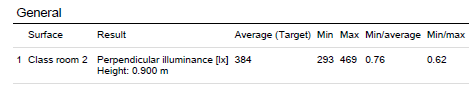 General
Surface Result Average (Target) Min Max Min/average Min/max
1 Class room 2 Perpendicular illuminance [lx] 384 293 469 0.76 0.62
Height: 0.900 m